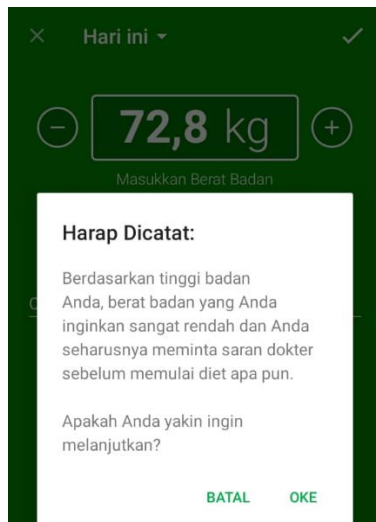 Hari ini
72,8 kg
Masukkan Berat Badan
Harap Dicatat:
Berdasarkan tinggi badan
Anda, berat badan yang Anda
inginkan sangat rendah dan Anda
seharusnya meminta saran dokter
sebelum memulai diet apa pun.
Apakah Anda yakin ingin
melanjutkan?
BATAL OKE